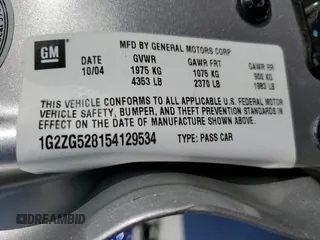 GM
MFD BY GENERAL MOTORS CORP
DATE GVWR GAWR FRT GAWR RR
10/04 1975 KG 1075 KG 900 KG
4353 LB 2370 LB 1983 LB
THIS VEHICLE CONFORMS TO ALL APPLICABLE U.S. FEDERAL MOTOR
VEHICLE SAFETY, BUMPER, AND THEFT PREVENTION STANDARDS IN
EFFECT ON THE DATE OF MANUFACTURE SHOWN ABOVE.
1G2ZG528154129534 TYPE: PASS CAR
DREAMBID